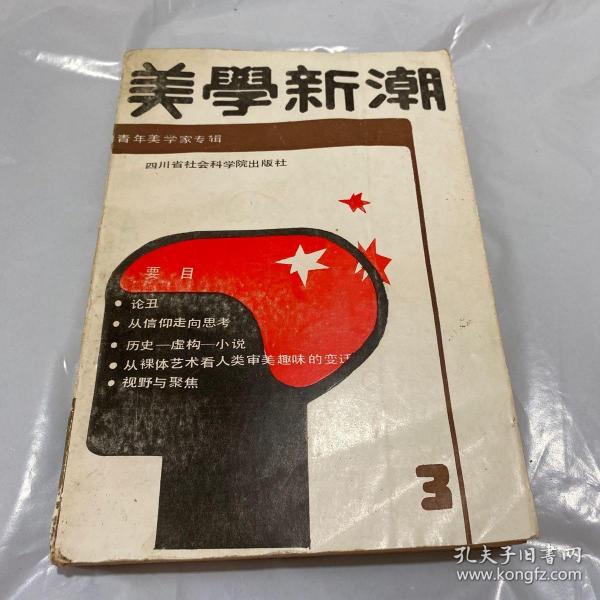 美學新潮
青年美学家专辑
四川省社会科学院出版社
要目
• 论丑
• 从信仰走向思考
• 历史—虚构—小说
• 从裸体艺术看人类审美趣味的变迁
• 视野与聚焦
3
孔夫子旧书网
www.kongfz.com